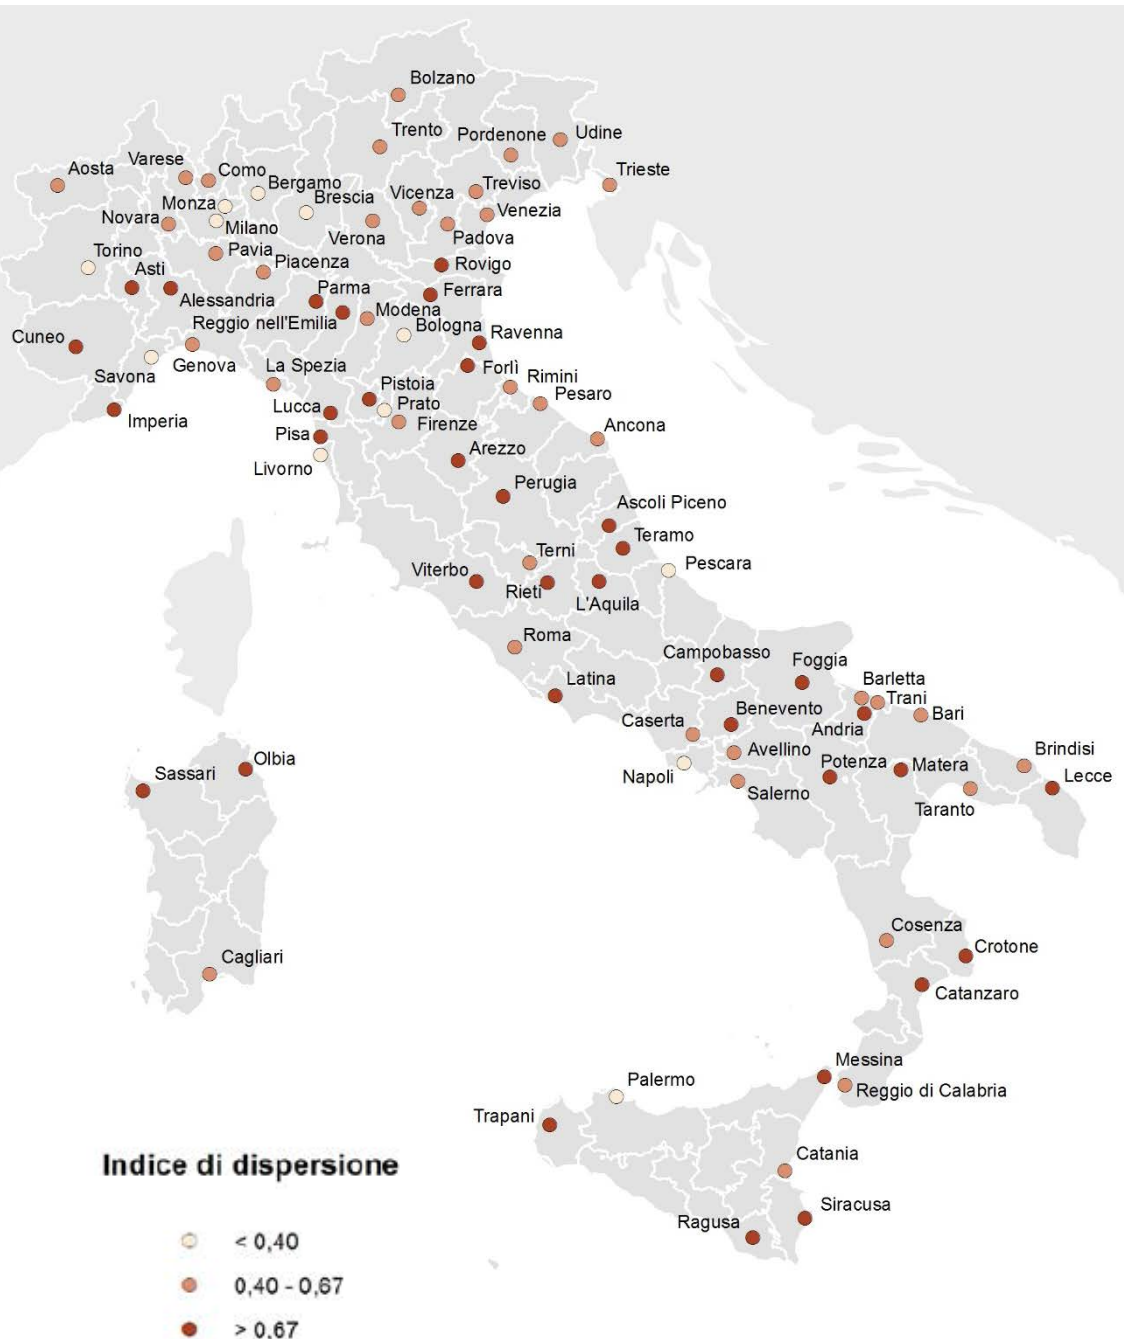 Bolzano
Trento
Pordenone
Udine
Aosta
Varese
Como
Bergamo
Brescia
Vicenza
Treviso
Trieste
Monza
Novara
Milano
Verona
Padova
Venezia
Torino
Pavia
Piacenza
Rovigo
Asti
Alessandria
Parma
Ferrara
Modena
Reggio nell'Emilia
Bologna
Ravenna
Cuneo
Savona
Genova
La Spezia
Pistoia
Forlì
Rimini
Pesaro
Imperia
Lucca
Prato
Firenze
Ancona
Pisa
Livorno
Arezzo
Perugia
Ascoli Piceno
Teramo
Terni
Pescara
Viterbo
Rieti
L'Aquila
Roma
Campobasso
Foggia
Latina
Barletta
Trani
Benevento
Andria
Bari
Caserta
Avellino
Napoli
Salerno
Potenza
Matera
Brindisi
Lecce
Taranto
Olbia
Sassari
Cagliari
Cosenza
Crotone
Catanzaro
Messina
Reggio di Calabria
Palermo
Trapani
Catania
Siracusa
Ragusa
Indice di dispersione
< 0,40
0,40 - 0,67
> 0,67